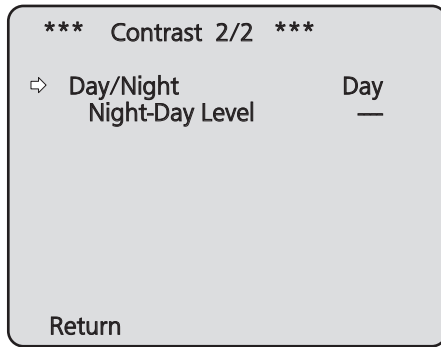 *** Contrast 2/2 ***
⇨ Day/Night Day
Night-Day Level —
Return